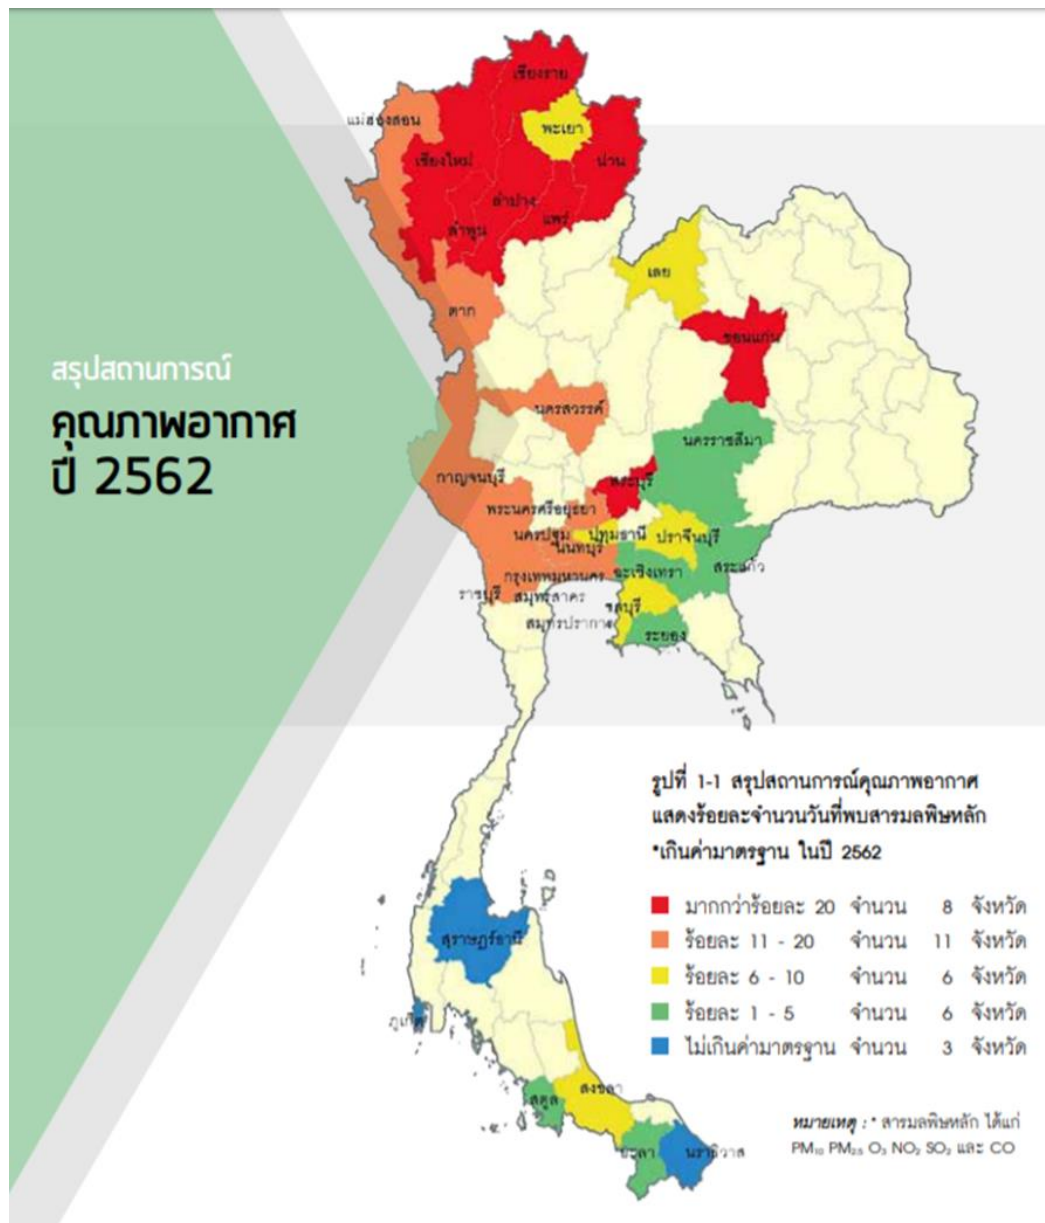 สรุปสถานการณ์
คุณภาพอากาศ
ปี 2562
เชียงราย
แม่ฮ่องสอน
พะเยา
เชียงใหม่
น่าน
ลำปาง
แพร่
ลำพูน
เลย
ตาก
ขอนแก่น
นครสวรรค์
นครราชสีมา
กาญจนบุรี
สระบุรี
พระนครศรีอยุธยา
นครปฐม
ปทุมธานี
ปราจีนบุรี
นนทบุรี
สระแก้ว
กรุงเทพมหานคร
ฉะเชิงเทรา
ราชบุรี
สมุทรสาคร
ชลบุรี
สมุทรปราการ
ระยอง
รูปที่ 1-1 สรุปสถานการณ์คุณภาพอากาศ
แสดงร้อยละจำนวนวันที่พบสารมลพิษหลัก
*เกินค่ามาตรฐาน ในปี 2562
มากกว่าร้อยละ 20 จำนวน 8 จังหวัด
ร้อยละ 11 - 20 จำนวน 11 จังหวัด
ร้อยละ 6 - 10 จำนวน 6 จังหวัด
ร้อยละ 1 - 5 จำนวน 6 จังหวัด
ไม่เกินค่ามาตรฐาน จำนวน 3 จังหวัด
สุราษฎร์ธานี
ภูเก็ต
สงขลา
สตูล
ยะลา
นราธิวาส
หมายเหตุ : * สารมลพิษหลัก ได้แก่
PM₁₀ PM₂.₅ O₃ NO₂ SO₂ และ CO